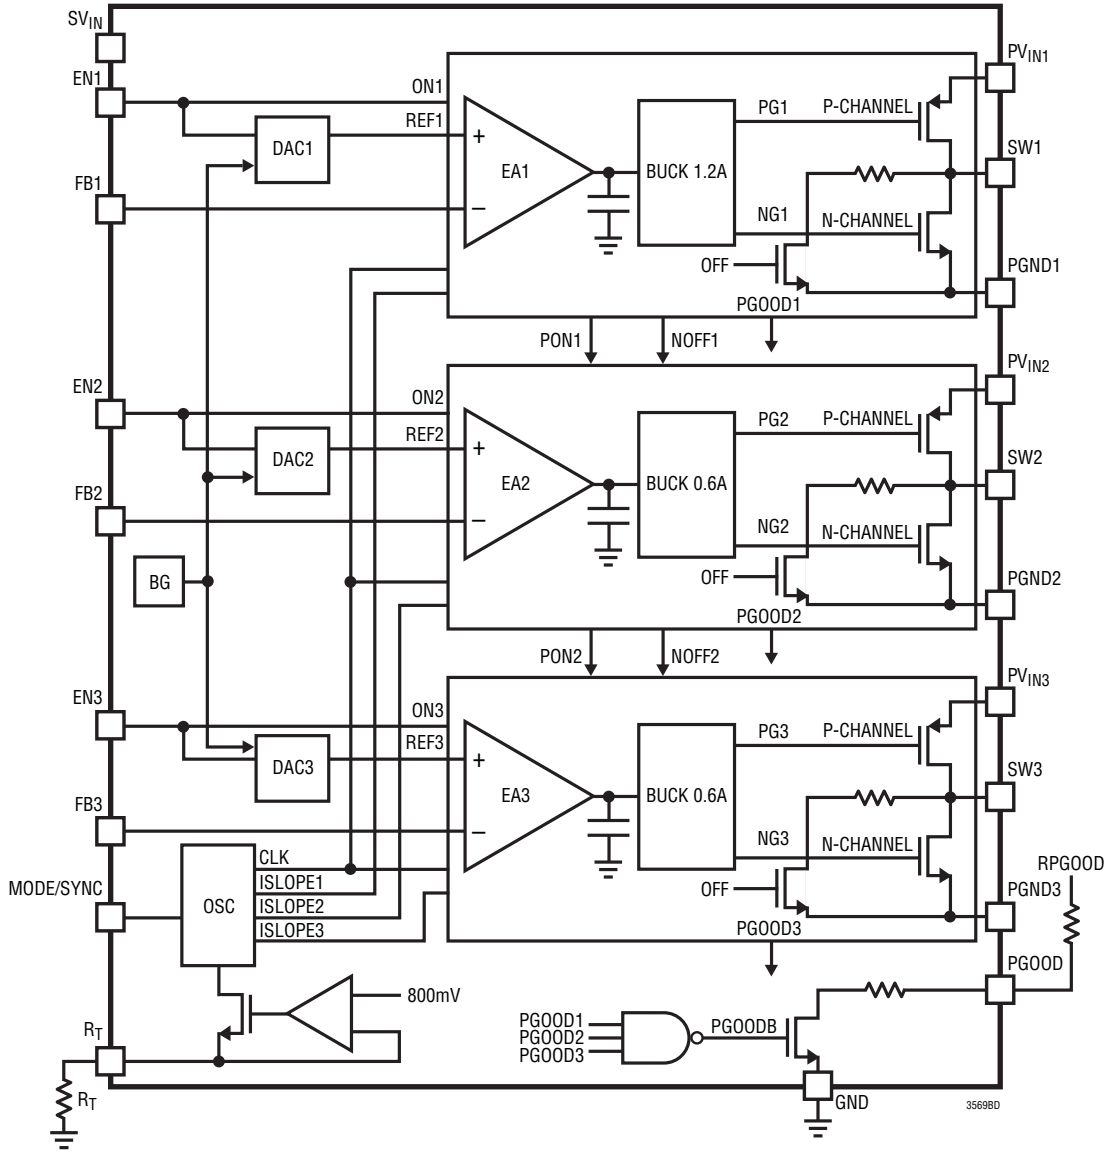 SVIN
EN1
FB1
DAC1
ON1
REF1
+
−
EA1
BUCK 1.2A
PG1
P-CHANNEL
NG1
N-CHANNEL
OFF
PGOOD1
PVIN1
SW1
PGND1
PON1
NOFF1
EN2
FB2
DAC2
ON2
REF2
+
−
EA2
BUCK 0.6A
PG2
P-CHANNEL
NG2
N-CHANNEL
OFF
PGOOD2
PVIN2
SW2
PGND2
BG
PON2
NOFF2
EN3
FB3
DAC3
ON3
REF3
+
−
EA3
BUCK 0.6A
PG3
P-CHANNEL
NG3
N-CHANNEL
OFF
PGOOD3
PVIN3
SW3
PGND3
RPGOOD
PGOOD
MODE/SYNC
OSC
CLK
ISLOPE1
ISLOPE2
ISLOPE3
800mV
RT
RT
PGOOD1
PGOOD2
PGOOD3
PGOODB
GND
3569BD